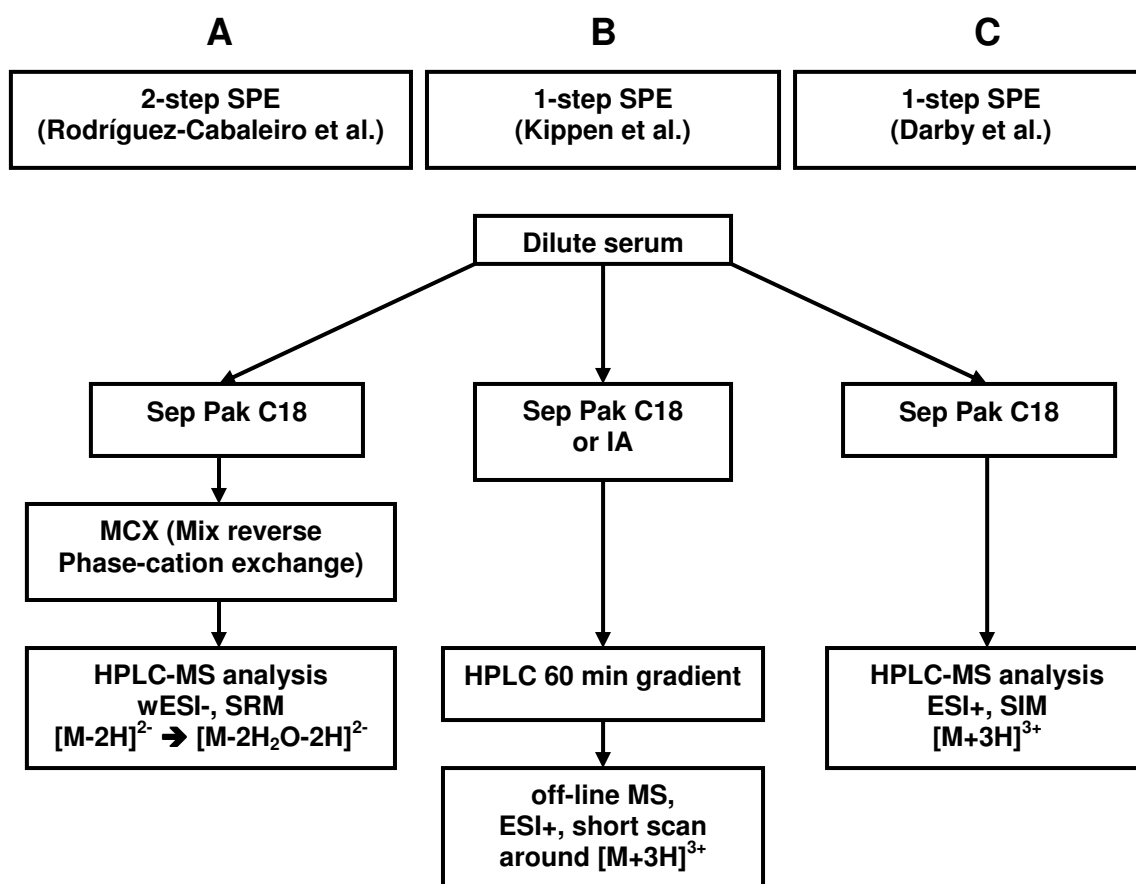 A
B
C
2-step SPE
(Rodríguez-Cabaleiro et al.)
1-step SPE
(Kippen et al.)
1-step SPE
(Darby et al.)
Dilute serum
Sep Pak C18
Sep Pak C18
or IA
Sep Pak C18
MCX (Mix reverse
Phase-cation exchange)
HPLC-MS analysis
wESI-, SRM
[M-2H]²⁻ ➔ [M-2H₂O-2H]²⁻
HPLC 60 min gradient
HPLC-MS analysis
ESI+, SIM
[M+3H]³⁺
off-line MS,
ESI+, short scan
around [M+3H]³⁺